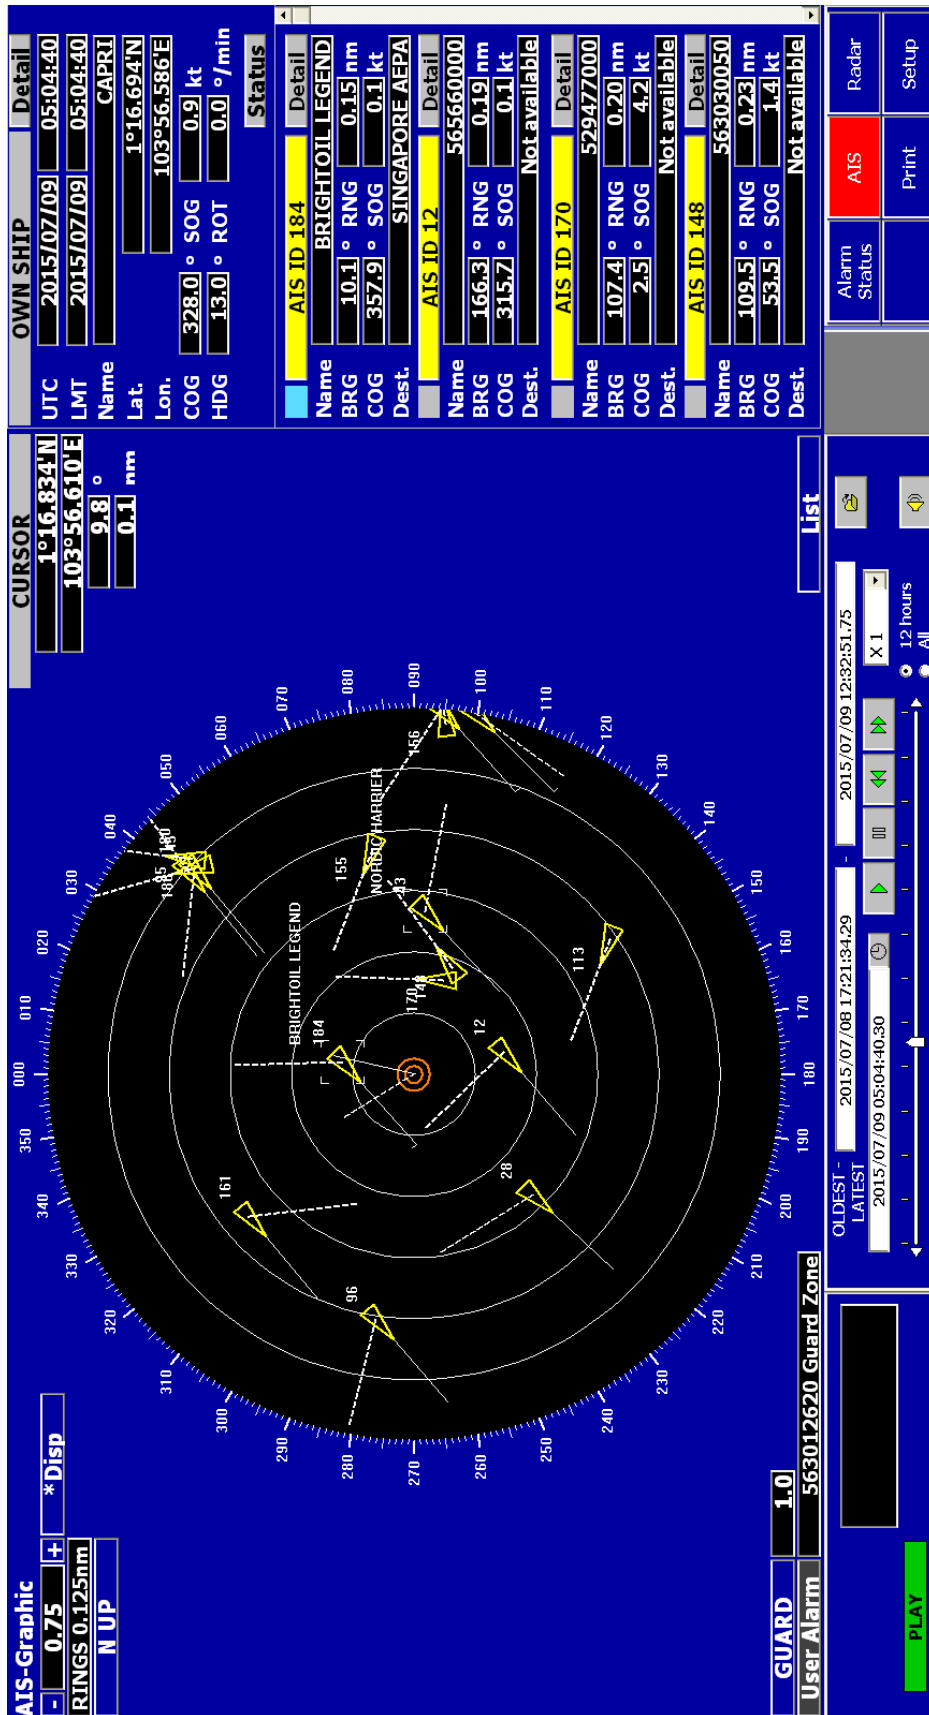 AIS-Graphic
- 0.75 + *Disp
RINGS 0.125nm
N UP
000
010
020
030
040
050
060
070
080
090
100
110
120
130
140
150
160
170
180
190
200
210
220
230
240
250
260
270
280
290
300
310
320
330
340
350
BRIGHTOIL LEGEND
184
NORDIC HARRIER
155
156
170
12
113
28
161
96
GUARD 1.0
User Alarm 563012620 Guard Zone
CURSOR
1°16.834'N
103°56.610'E
9.8 °
0.1 nm
List
OWN SHIP Detail
UTC 2015/07/09 05:04:40
LMT 2015/07/09 05:04:40
Name CAPRI
Lat. 1°16.694'N
Lon. 103°56.586'E
COG 328.0 ° SOG 0.9 kt
HDG 13.0 ° ROT 0.0 °/min
Status
AIS ID 184 Detail
Name BRIGHTOIL LEGEND
BRG 10.1 ° RNG 0.15 nm
COG 357.9 ° SOG 0.1 kt
Dest. SINGAPORE AEPA
AIS ID 12 Detail
Name 565660000
BRG 166.3 ° RNG 0.19 nm
COG 315.7 ° SOG 0.1 kt
Dest. Not available
AIS ID 170 Detail
Name 529477000
BRG 107.4 ° RNG 0.20 nm
COG 2.5 ° SOG 4.2 kt
Dest. Not available
AIS ID 148 Detail
Name 563030050
BRG 109.5 ° RNG 0.23 nm
COG 53.5 ° SOG 1.4 kt
Dest. Not available
PLAY
OLDEST - LATEST
2015/07/08 17:21:34.29 - 2015/07/09 12:32:51.75
2015/07/09 05:04:40.30
X 1
12 hours
All
Alarm Status
AIS
Radar
Print
Setup